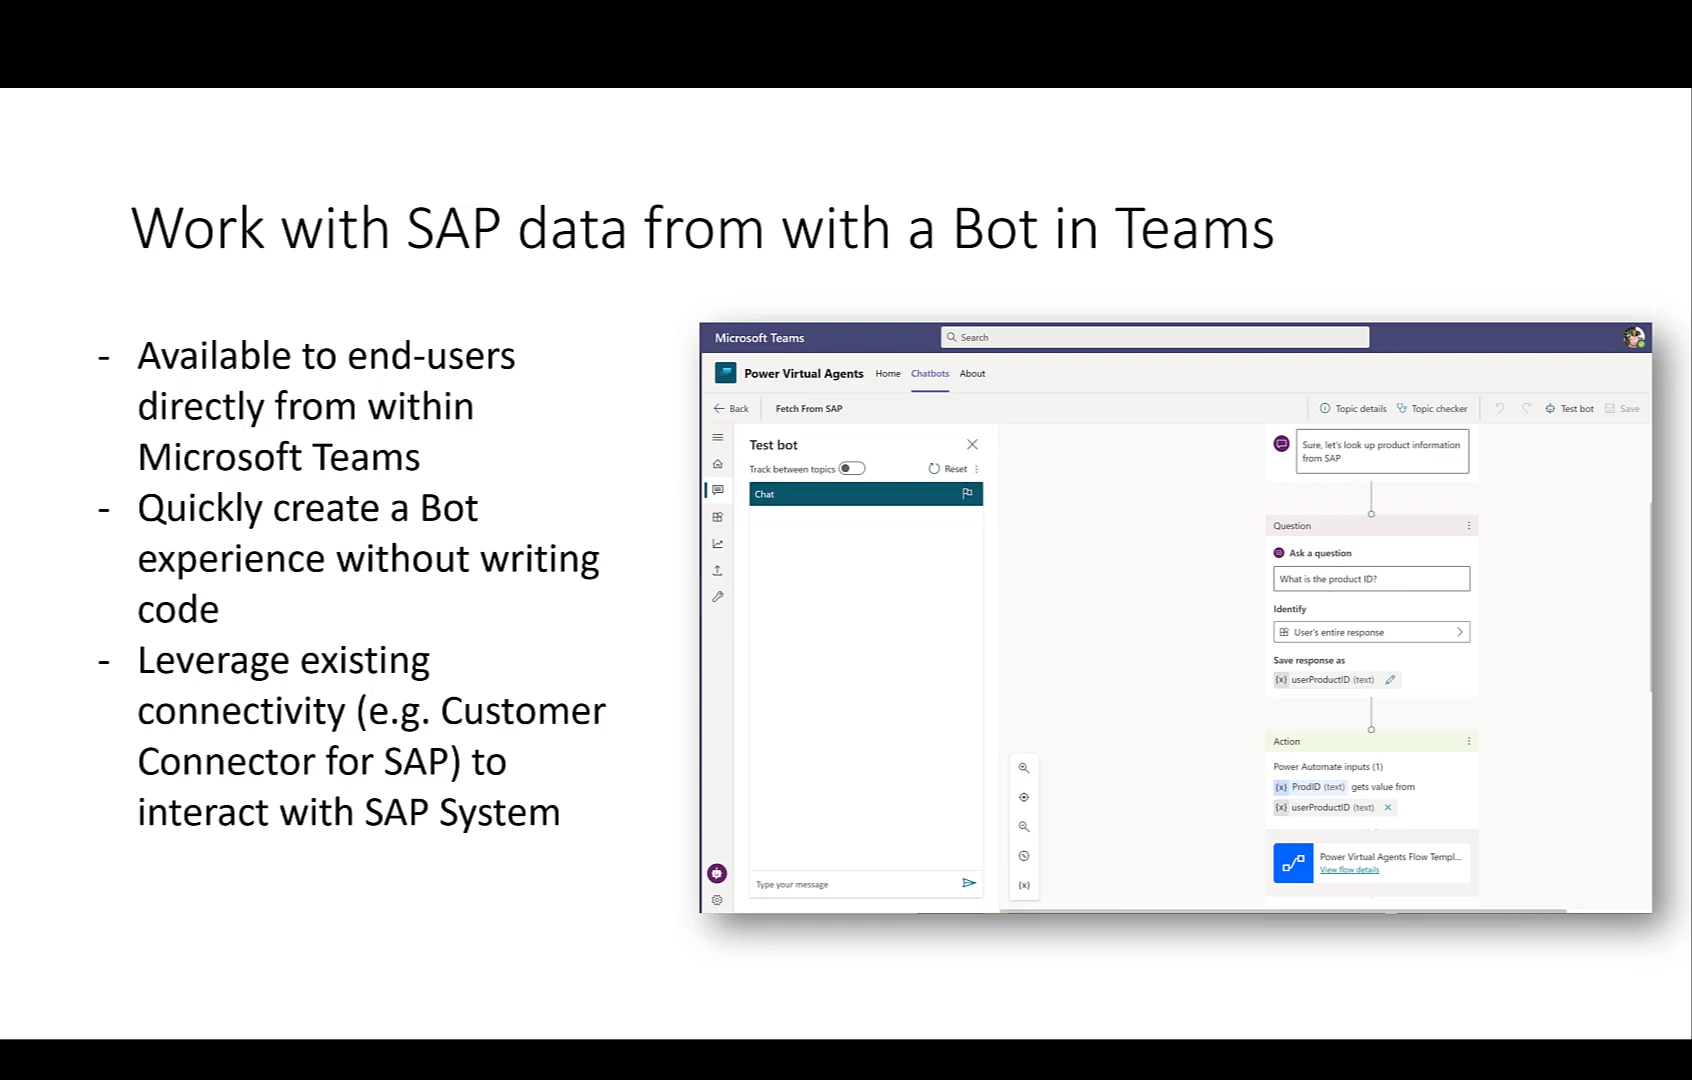 Work with SAP data from with a Bot in Teams
- Available to end-users
directly from within
Microsoft Teams
- Quickly create a Bot
experience without writing
code
- Leverage existing
connectivity (e.g. Customer
Connector for SAP) to
interact with SAP System
Microsoft Teams
Search
Power Virtual Agents Home Chatbots About
Back Fetch From SAP Topic details Topic checker Test bot Save
Test bot
Track between topics Reset
Chat
Type your message
Sure, let's look up product information
from SAP
Question
Ask a question
What is the product ID?
Identify
User's entire response
Save response as
{x} userProductID (text)
Action
Power Automate inputs (1)
{x} ProdID (text) gets value from
{x} userProductID (text)
Power Virtual Agents Flow Templ...
View flow details
{x}